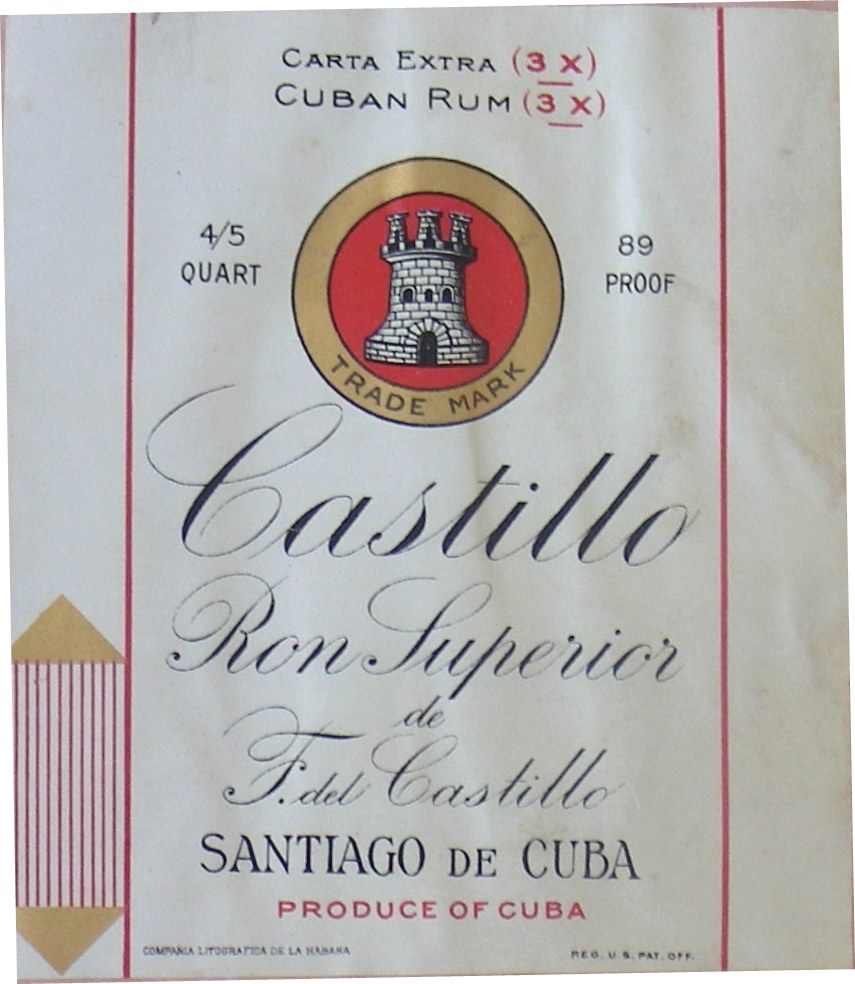 CARTA EXTRA (3 X)
CUBAN RUM (3 X)
4/5
QUART
89
PROOF
TRADE MARK
Castillo
Ron Superior
de
F. del Castillo
SANTIAGO DE CUBA
PRODUCE OF CUBA
COMPAÑIA LITOGRAFICA DE LA HABANA
REG. U. S. PAT. OFF.